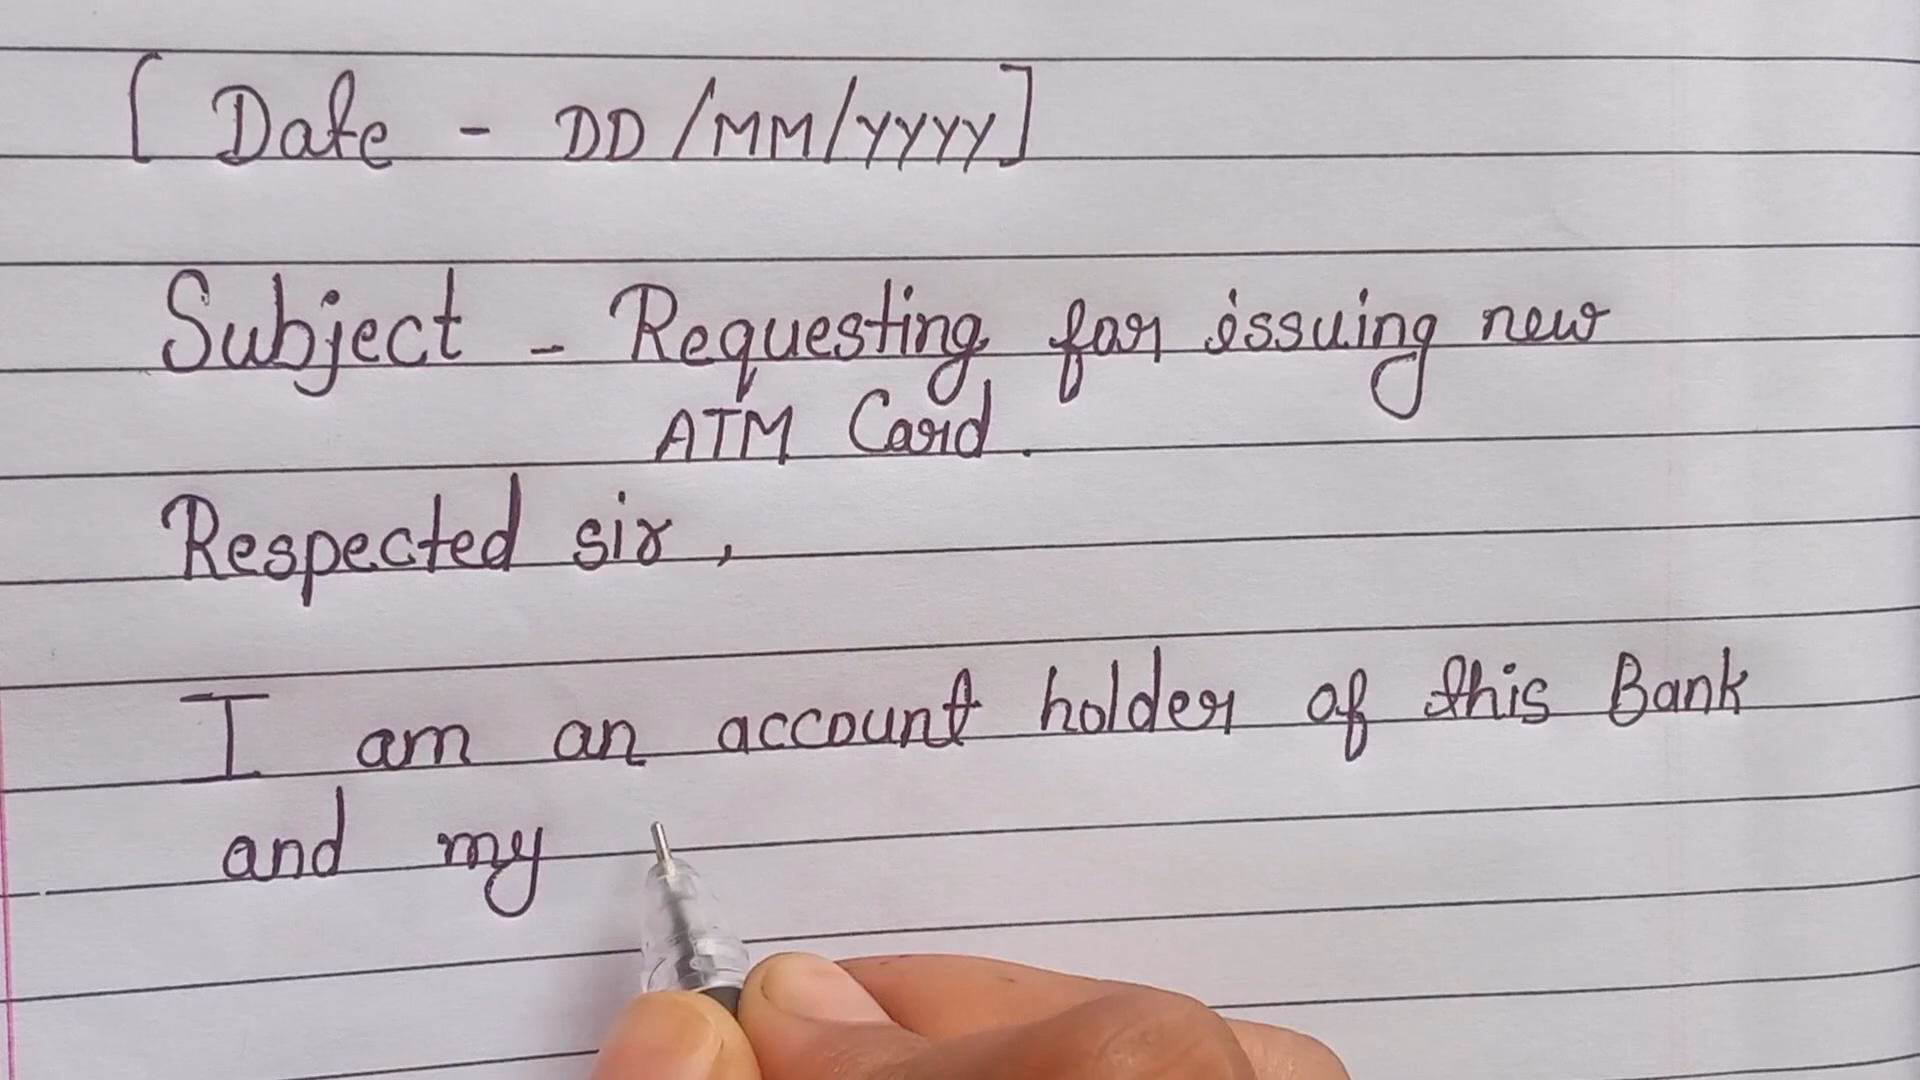 [ Date - DD/MM/YYYY]
Subject - Requesting for issuing new
ATM Card.
Respected sir,
I am an account holder of this Bank
and my